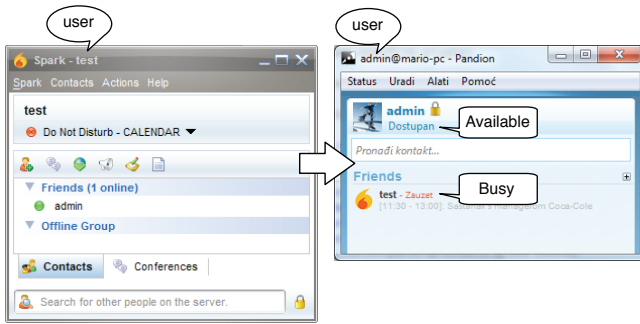 user
Spark - test
Spark Contacts Actions Help
test
Do Not Disturb - CALENDAR
Friends (1 online)
admin
Offline Group
Contacts Conferences
Search for other people on the server.
user
admin@mario-pc - Pandion
Status Uradi Alati Pomoć
admin
Dostupan
Available
Pronađi kontakt...
Friends
test - Zauzet
Busy
[11:30 - 13:00]: Sastanak s managerom Coca-Cole